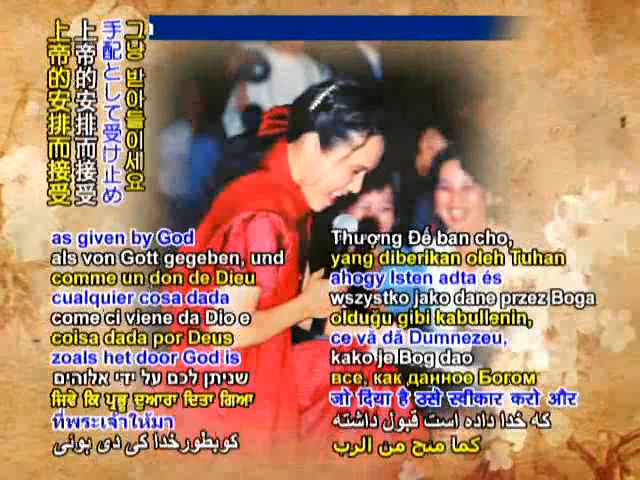 上帝的安排而接受
上帝的安排而接受
手配として受け止め
그냥 받아들이세요
as given by God
als von Gott gegeben, und
comme un don de Dieu
cualquier cosa dada
come ci viene da Dio e
coisa dada por Deus
zoals het door God is
שניתן לכם על ידי אלוהים
ਜਿਵੇ ਕਿ ਪ੍ਰਭੂ ਦੁਆਰਾ ਦਿਤਾ ਗਿਆ
ที่พระเจ้าให้มา
کوبطورخدا کی دی ہوئی
Thượng Đế ban cho,
yang diberikan oleh Tuhan
ahogy Isten adta és
wszystko jako dane przez Boga
olduğu gibi kabullenin,
ce vă dă Dumnezeu,
kako je Bog dao
все, как данное Богом
जो दिया है उसे स्वीकार करो और
که خدا داده است قبول داشته
كما منح من الرب